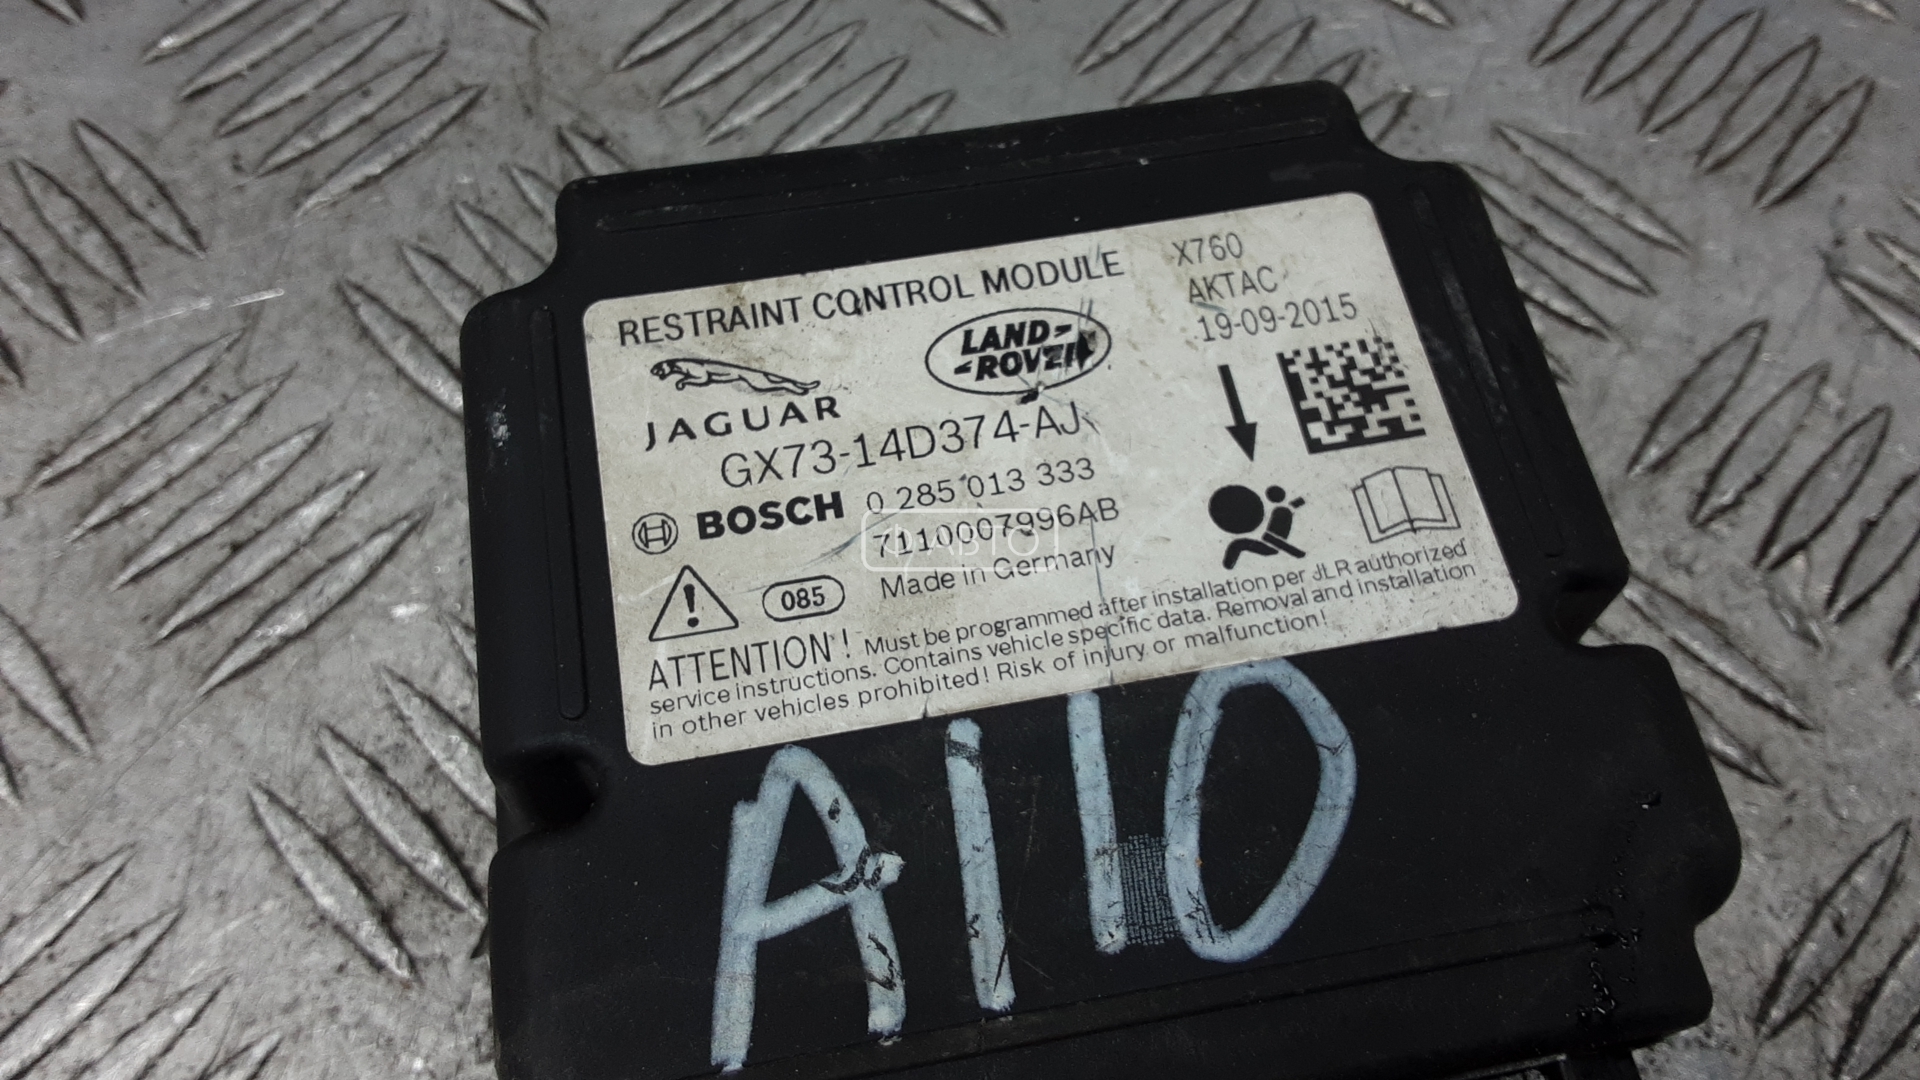 RESTRAINT CONTROL MODULE
X760
AKTAC
19-09-2015
JAGUAR
LAND-
-ROVER
GX73-14D374-AJ
BOSCH 0 285 013 333
7110007996AB
Made in Germany
085
АВТО
ATTENTION! Must be programmed after installation per JLR authorized
service instructions. Contains vehicle specific data. Removal and installation
in other vehicles prohibited! Risk of injury or malfunction!
A110